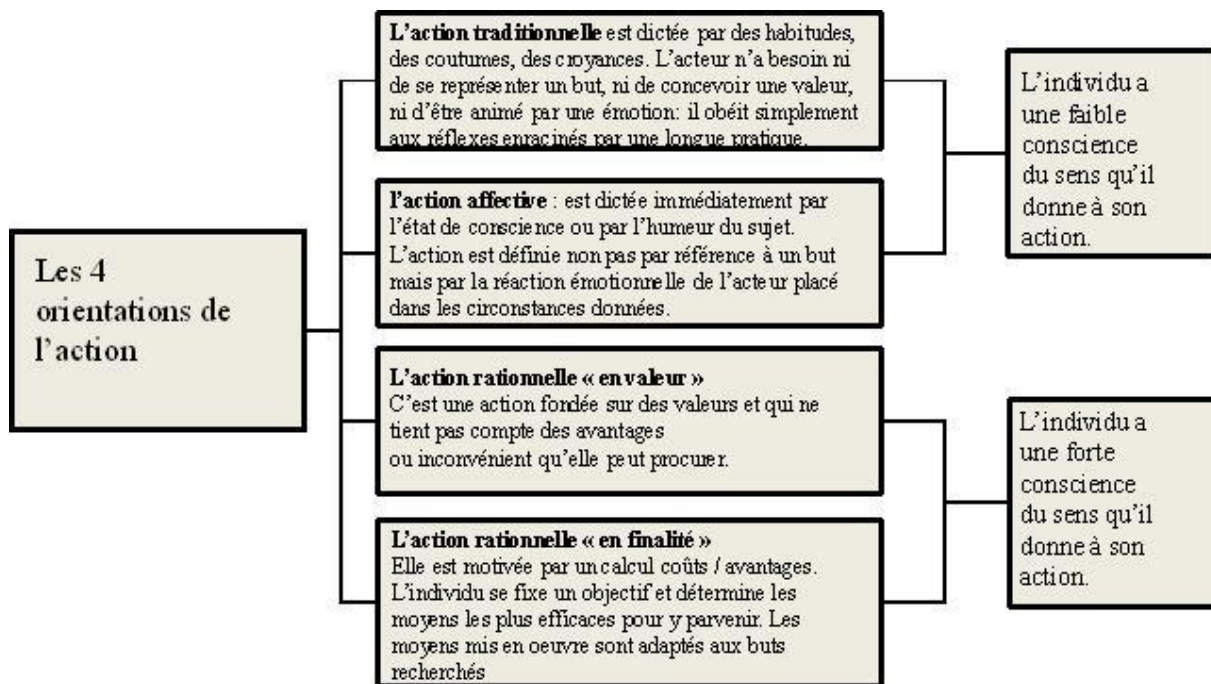 L'action traditionnelle est dictée par des habitudes,
des coutumes, des croyances. L'acteur n'a besoin ni
de se représenter un but, ni de concevoir une valeur,
ni d'être animé par une émotion: il obéit simplement
aux réflexes enracinés par une longue pratique.
l'action affective : est dictée immédiatement par
l'état de conscience ou par l'humeur du sujet.
L'action est définie non pas par référence à un but
mais par la réaction émotionnelle de l'acteur placé
dans les circonstances données.
L'individu a
une faible
conscience
du sens qu'il
donne à son
action.
Les 4
orientations de
l'action
L'action rationnelle « en valeur »
C'est une action fondée sur des valeurs et qui ne
tient pas compte des avantages
ou inconvénient qu'elle peut procurer.
L'action rationnelle « en finalité »
Elle est motivée par un calcul coûts / avantages.
L'individu se fixe un objectif et détermine les
moyens les plus efficaces pour y parvenir. Les
moyens mis en oeuvre sont adaptés aux buts
recherchés
L'individu a
une forte
conscience
du sens qu'il
donne à son
action.